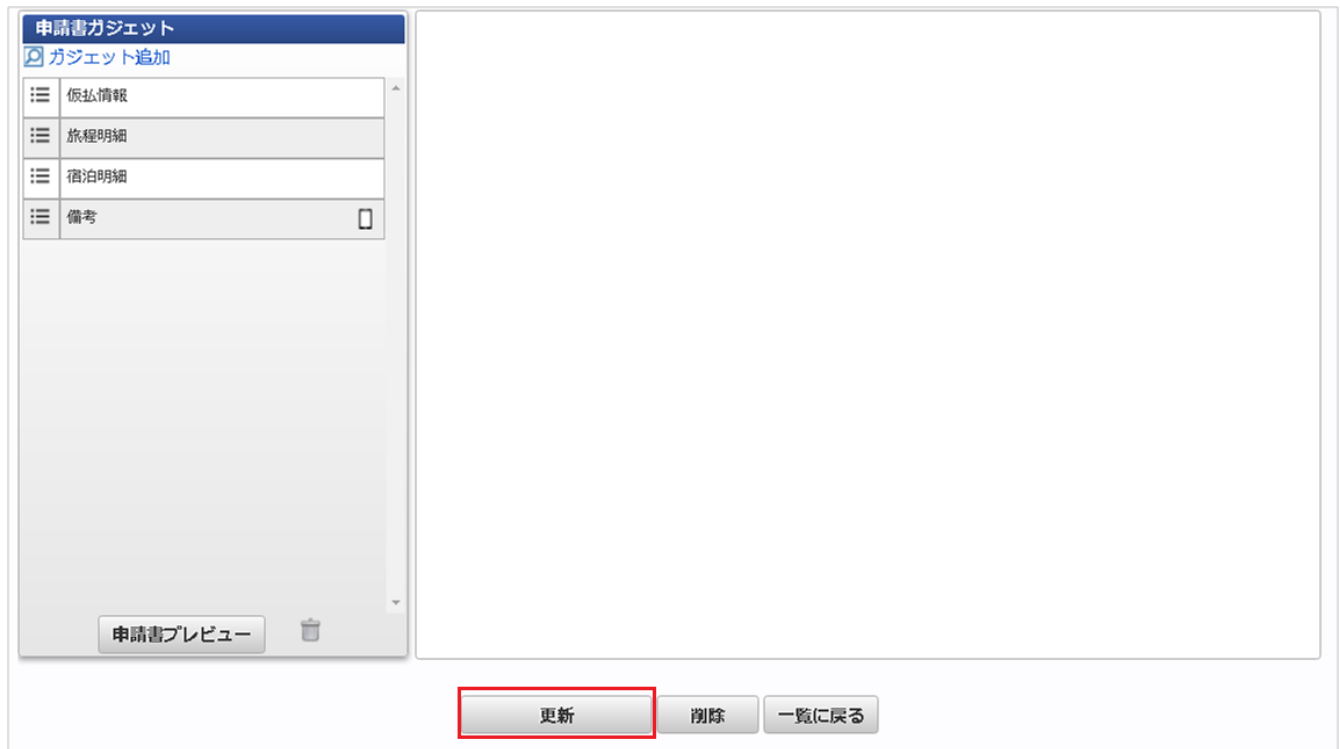 申請書ガジェット
ガジェット追加
仮払情報
旅程明細
宿泊明細
備考
申請書プレビュー
更新 削除 一覧に戻る